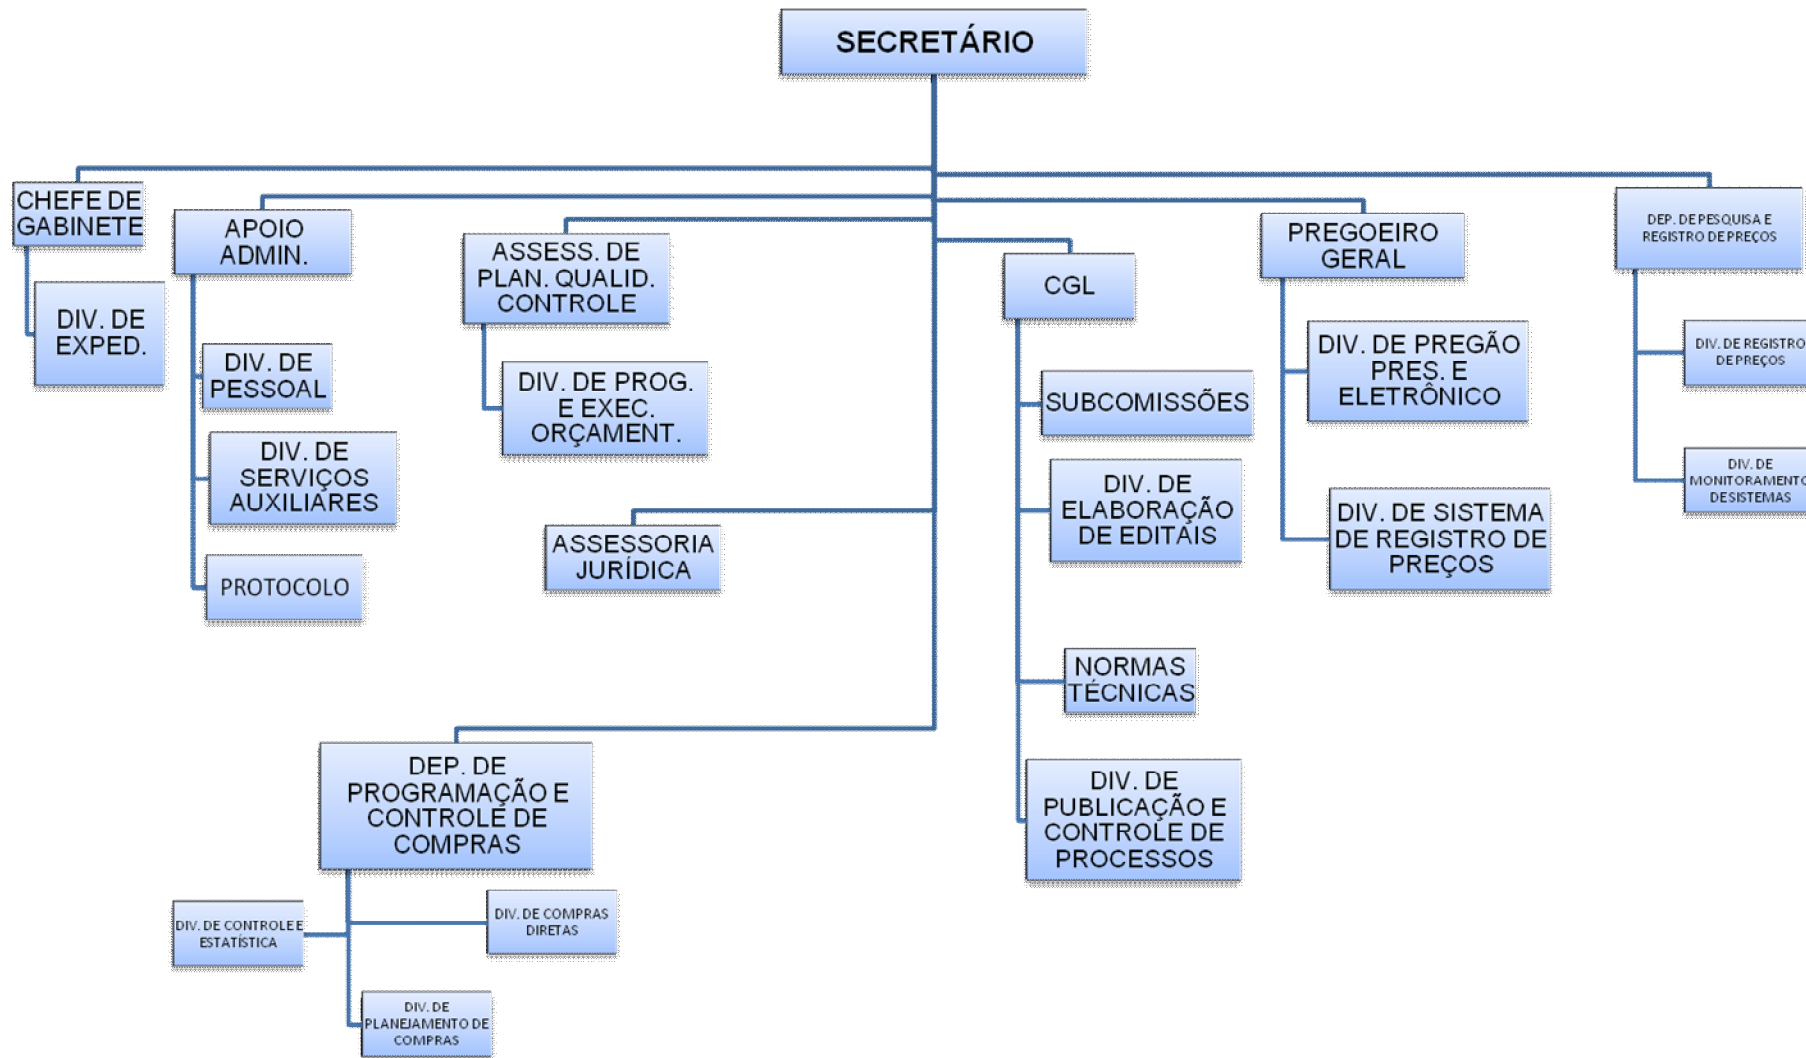 SECRETÁRIO
CHEFE DE
GABINETE
DIV. DE
EXPED.
APOIO
ADMIN.
DIV. DE
PESSOAL
DIV. DE
SERVIÇOS
AUXILIARES
PROTOCOLO
ASSESS. DE
PLAN. QUALID.
CONTROLE
DIV. DE PROG.
E EXEC.
ORÇAMENT.
ASSESSORIA
JURÍDICA
CGL
SUBCOMISSÕES
DIV. DE
ELABORAÇÃO
DE EDITAIS
NORMAS
TÉCNICAS
DIV. DE
PUBLICAÇÃO E
CONTROLE DE
PROCESSOS
PREGOEIRO
GERAL
DIV. DE PREGÃO
PRES. E
ELETRÔNICO
DIV. DE SISTEMA
DE REGISTRO DE
PREÇOS
DEP. DE PESQUISA E
REGISTRO DE PREÇOS
DIV. DE REGISTRO
DE PREÇOS
DIV. DE
MONITORAMENTO
DESISTEMAS
DEP. DE
PROGRAMAÇÃO E
CONTROLE DE
COMPRAS
DIV. DE CONTROLE E
ESTATÍSTICA
DIV. DE COMPRAS
DIRETAS
DIV. DE
PLANEJAMENTO DE
COMPRAS